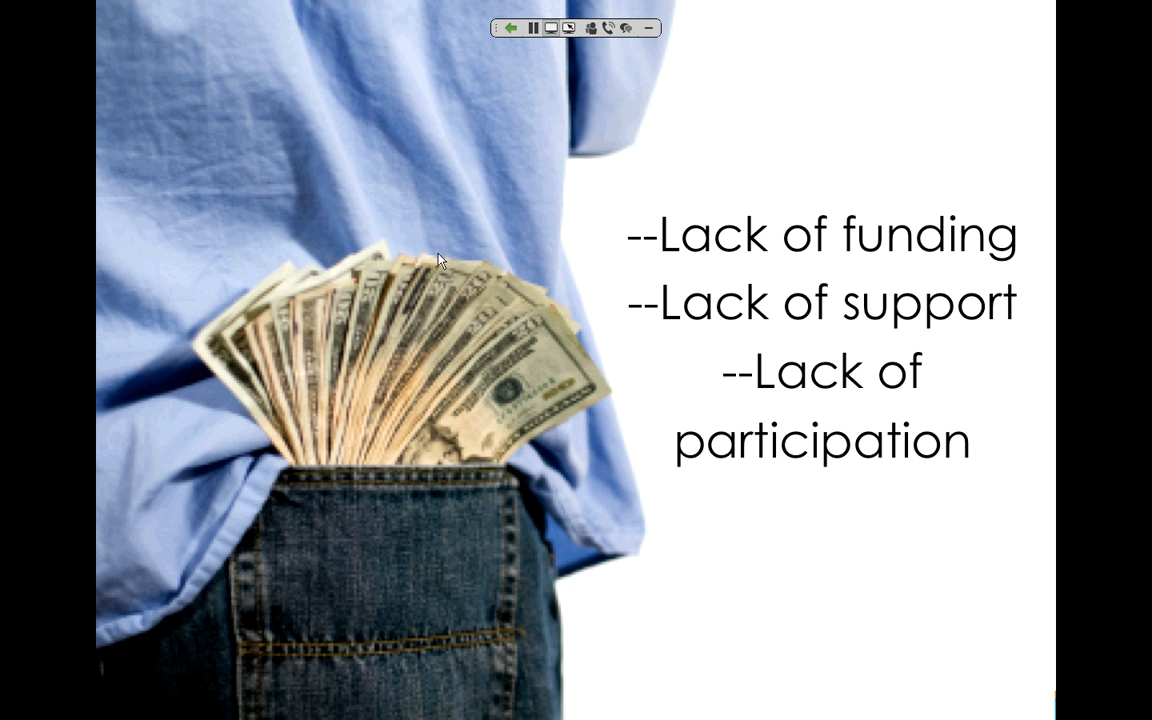 --Lack of funding
--Lack of support
--Lack of
participation